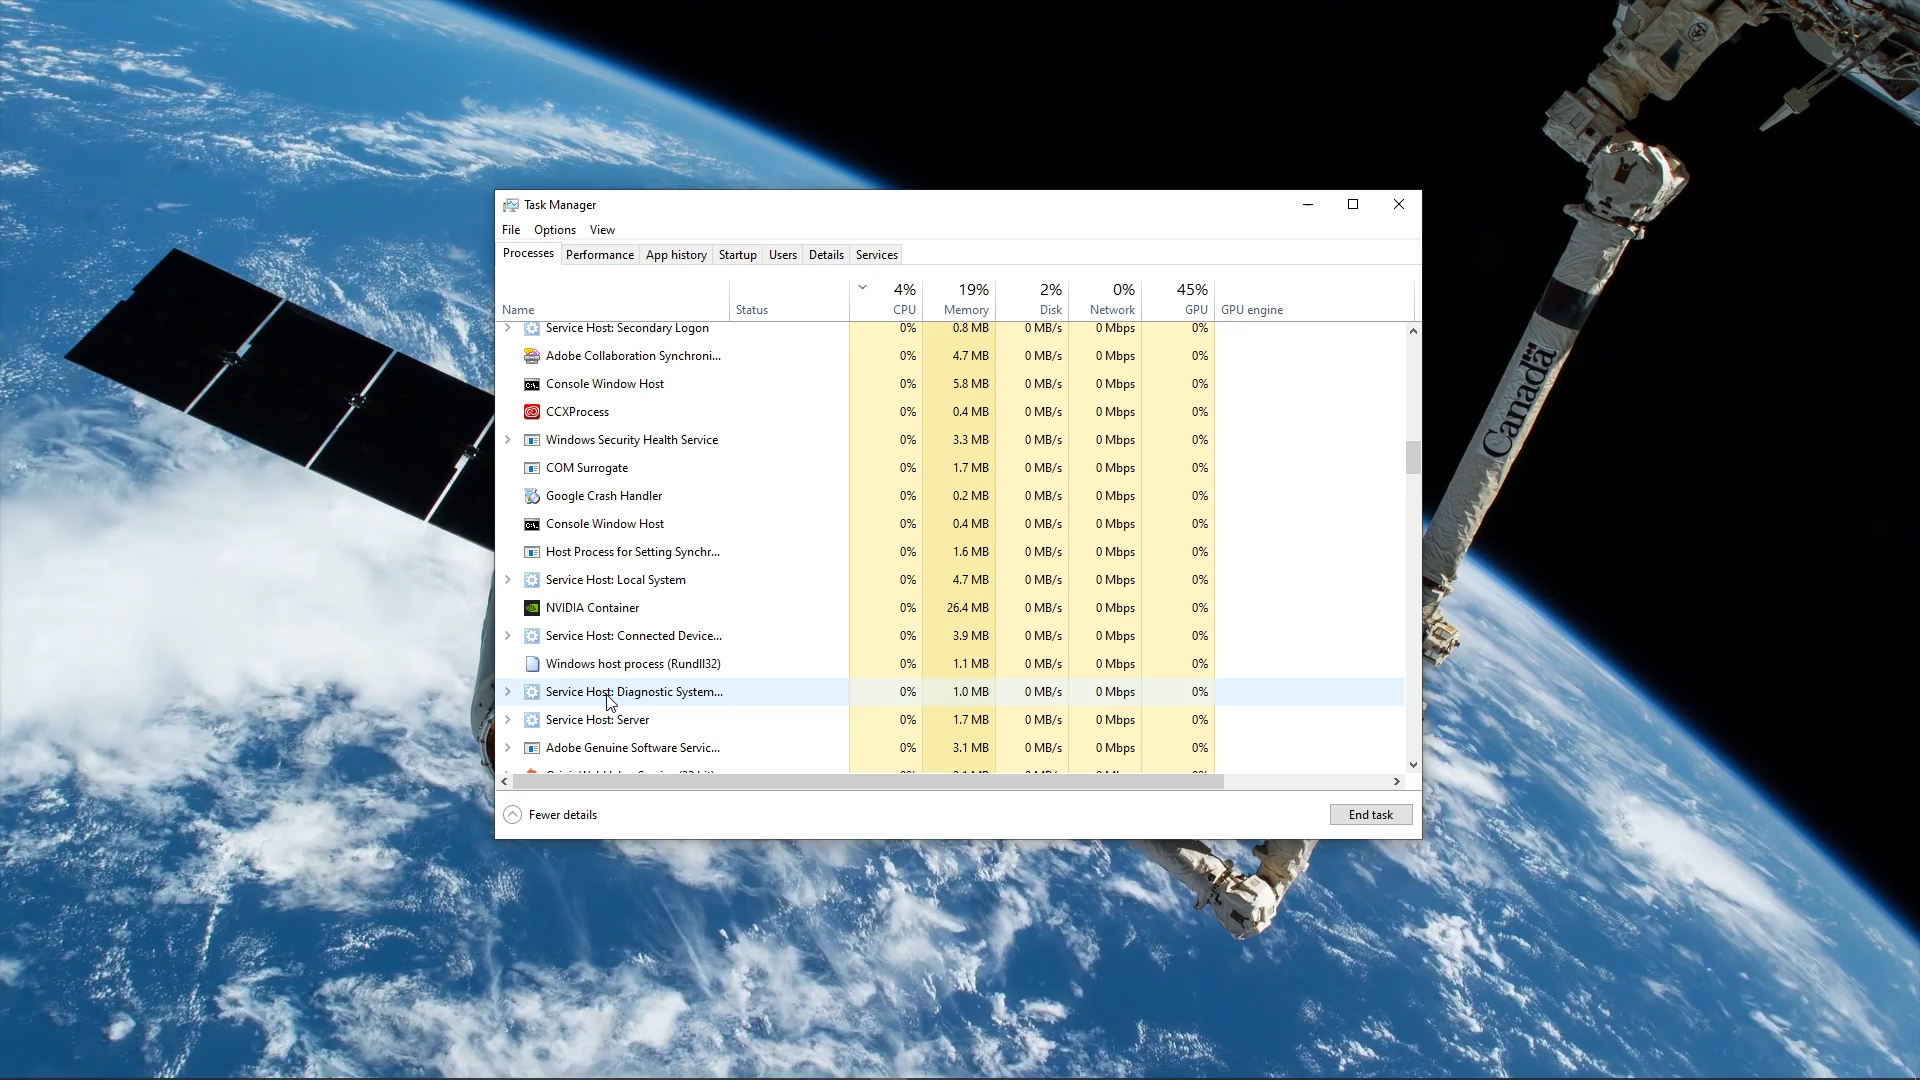 Task Manager
File Options View
Processes Performance App history Startup Users Details Services
4% 19% 2% 0% 45%
Name Status CPU Memory Disk Network GPU GPU engine
Service Host: Secondary Logon 0% 0.8 MB 0 MB/s 0 Mbps 0%
Adobe Collaboration Synchroni... 0% 4.7 MB 0 MB/s 0 Mbps 0%
Console Window Host 0% 5.8 MB 0 MB/s 0 Mbps 0%
CCXProcess 0% 0.4 MB 0 MB/s 0 Mbps 0%
Windows Security Health Service 0% 3.3 MB 0 MB/s 0 Mbps 0%
COM Surrogate 0% 1.7 MB 0 MB/s 0 Mbps 0%
Google Crash Handler 0% 0.2 MB 0 MB/s 0 Mbps 0%
Console Window Host 0% 0.4 MB 0 MB/s 0 Mbps 0%
Host Process for Setting Synchr... 0% 1.6 MB 0 MB/s 0 Mbps 0%
Service Host: Local System 0% 4.7 MB 0 MB/s 0 Mbps 0%
NVIDIA Container 0% 26.4 MB 0 MB/s 0 Mbps 0%
Service Host: Connected Device... 0% 3.9 MB 0 MB/s 0 Mbps 0%
Windows host process (Rundll32) 0% 1.1 MB 0 MB/s 0 Mbps 0%
Service Host: Diagnostic System... 0% 1.0 MB 0 MB/s 0 Mbps 0%
Service Host: Server 0% 1.7 MB 0 MB/s 0 Mbps 0%
Adobe Genuine Software Servic... 0% 3.1 MB 0 MB/s 0 Mbps 0%
Fewer details End task
Canada